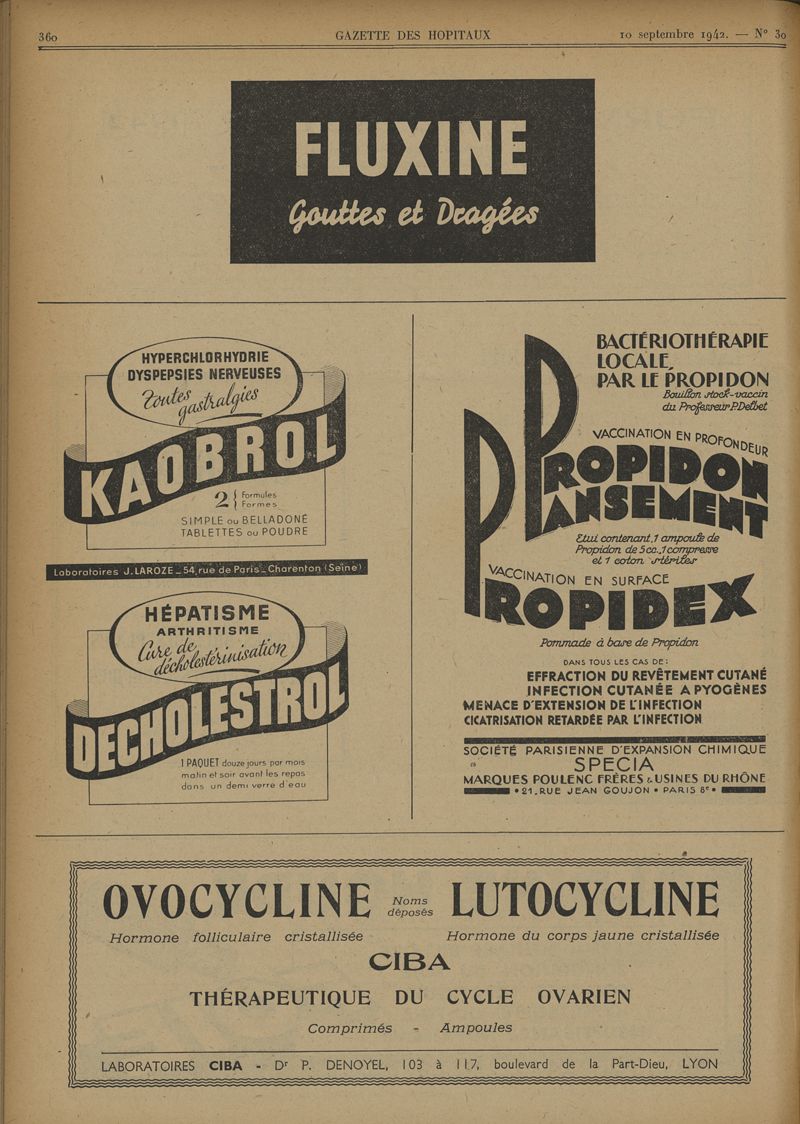 360
GAZETTE DES HOPITAUX
10 septembre 1942. — N° 30
FLUXINE
Gouttes et Dragées
HYPERCHLORHYDRIE
DYSPEPSIES NERVEUSES
Toutes
gastralgies
KAOBROL
2 { Formules
Formes
SIMPLE ou BELLADONÉ
TABLETTES ou POUDRE
Laboratoires J. LAROZE _ 54, rue de Paris _ Charenton (Seine)
HÉPATISME
ARTHRITISME
Cure de
décholestérinisation
DECHOLESTROL
1 PAQUET douze jours par mois
matin et soir avant les repas
dans un demi verre d'eau
BACTÉRIOTHÉRAPIE
LOCALE,
PAR LE PROPIDON
Bouillon stock-vaccin
du Professeur P.Delbet
VACCINATION EN PROFONDEUR
PROPIDON
PANSEMENT
Etui contenant, 1 ampoule de
Propidon de 5cc., 1 compresse
et 1 coton stériles
VACCINATION EN SURFACE
PROPIDEX
Pommade à base de Propidon
DANS TOUS LES CAS DE:
EFFRACTION DU REVÊTEMENT CUTANÉ
INFECTION CUTANÉE A PYOGÈNES
MENACE D'EXTENSION DE L'INFECTION
CICATRISATION RETARDÉE PAR L'INFECTION
SOCIÉTÉ PARISIENNE D'EXPANSION CHIMIQUE
SPECIA
MARQUES POULENC FRÈRES & USINES DU RHÔNE
• 21. RUE JEAN GOUJON • PARIS 8e •
OVOCYCLINE Noms déposés LUTOCYCLINE
Hormone folliculaire cristallisée Hormone du corps jaune cristallisée
CIBA
THÉRAPEUTIQUE DU CYCLE OVARIEN
Comprimés - Ampoules
LABORATOIRES CIBA - Dr P. DENOYEL, 103 à 117, boulevard de la Part-Dieu, LYON